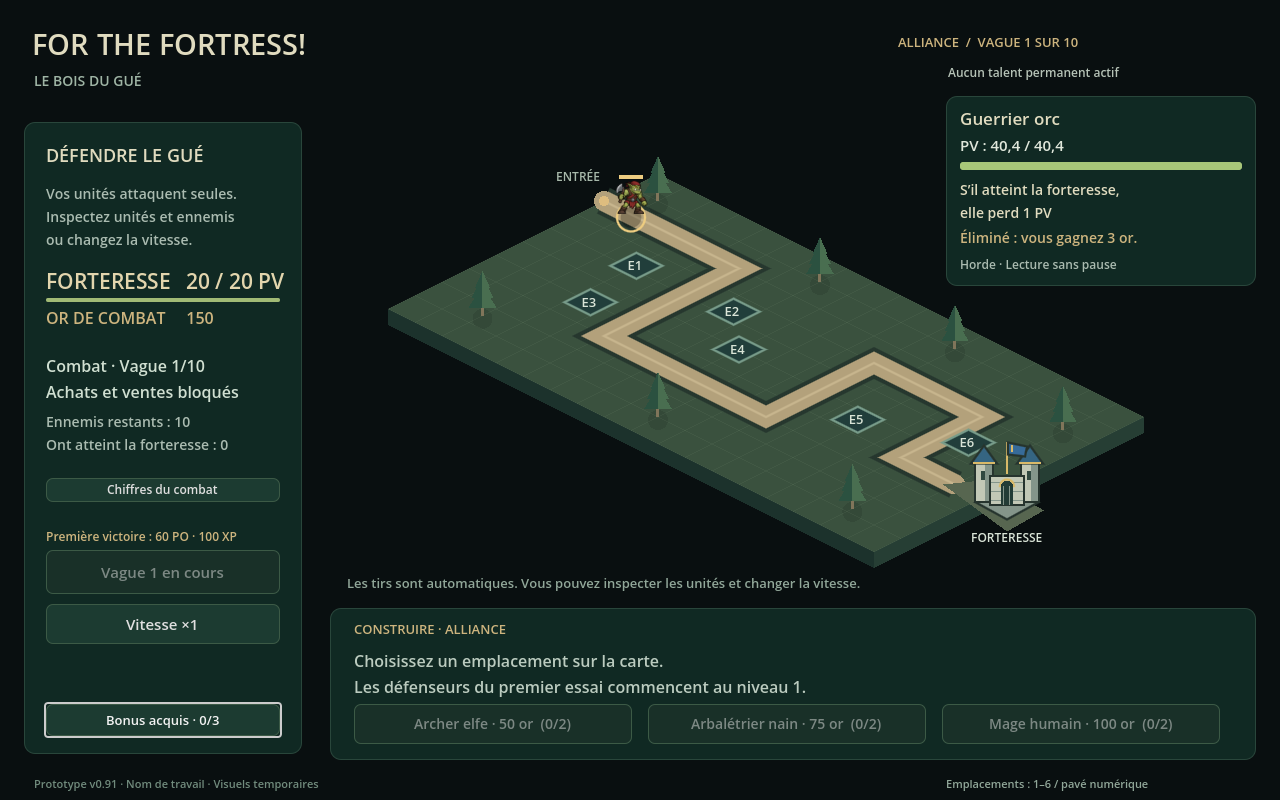 FOR THE FORTRESS!
LE BOIS DU GUÉ
ALLIANCE / VAGUE 1 SUR 10
Aucun talent permanent actif
Guerrier orc
PV : 40,4 / 40,4
S’il atteint la forteresse,
elle perd 1 PV
Éliminé : vous gagnez 3 or.
Horde · Lecture sans pause
DÉFENDRE LE GUÉ
Vos unités attaquent seules.
Inspectez unités et ennemis
ou changez la vitesse.
FORTERESSE 20 / 20 PV
OR DE COMBAT 150
Combat · Vague 1/10
Achats et ventes bloqués
Ennemis restants : 10
Ont atteint la forteresse : 0
Chiffres du combat
Première victoire : 60 PO · 100 XP
Vague 1 en cours
Vitesse ×1
Bonus acquis · 0/3
ENTRÉE
E1
E3
E2
E4
E5
E6
FORTERESSE
Les tirs sont automatiques. Vous pouvez inspecter les unités et changer la vitesse.
CONSTRUIRE · ALLIANCE
Choisissez un emplacement sur la carte.
Les défenseurs du premier essai commencent au niveau 1.
Archer elfe · 50 or (0/2)
Arbalétrier nain · 75 or (0/2)
Mage humain · 100 or (0/2)
Prototype v0.91 · Nom de travail · Visuels temporaires
Emplacements : 1–6 / pavé numérique